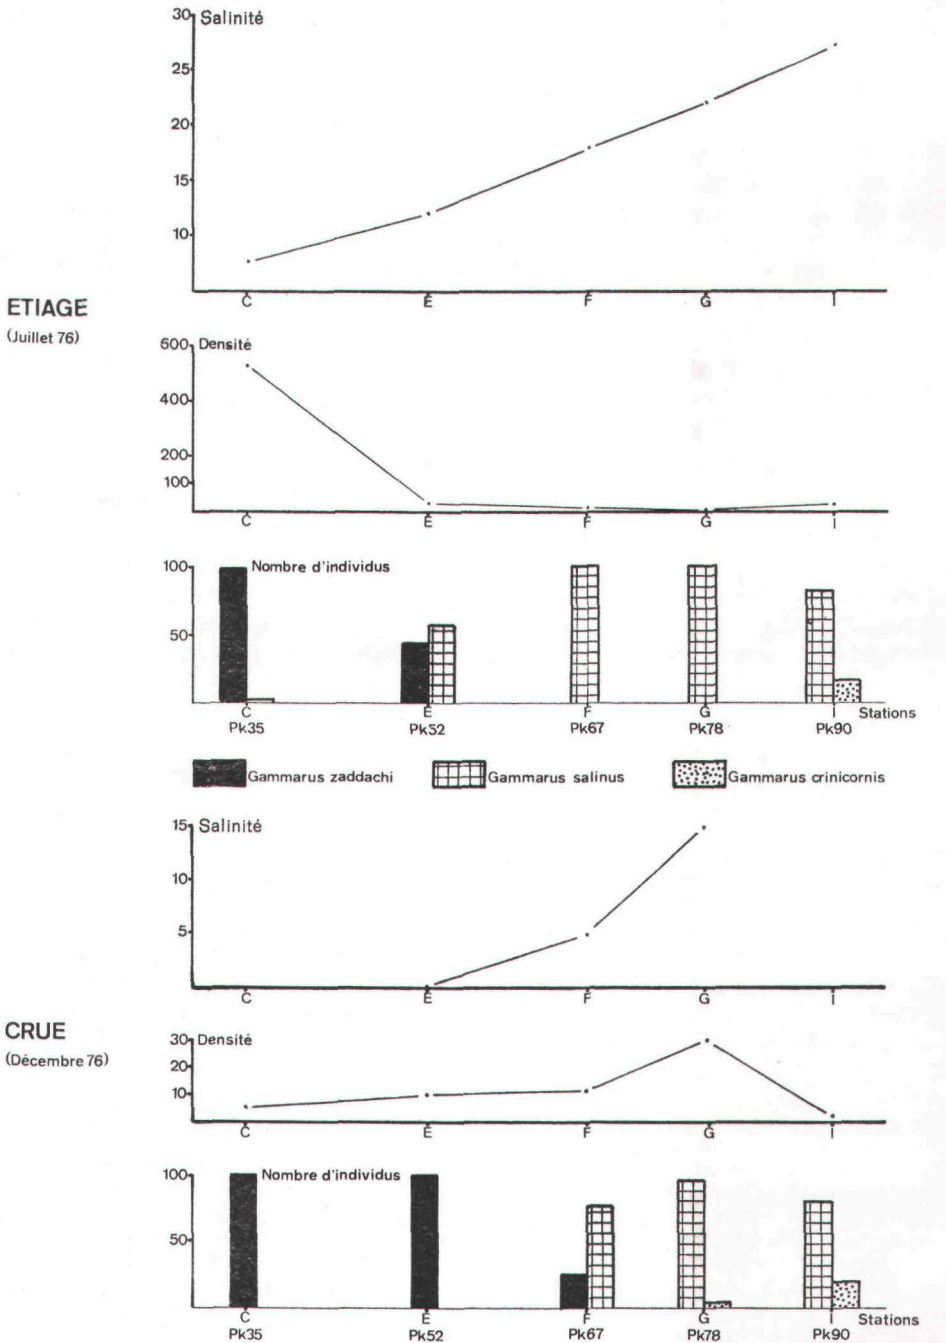 Salinité
30
25
20
15
10
C E F G I
ETIAGE
(Juillet 76)
Densité
600
400
200
100
C E F G I
Nombre d'individus
100
50
C E F G I Stations
Pk35 Pk52 Pk67 Pk78 Pk90
Gammarus zaddachi Gammarus salinus Gammarus crinicornis
Salinité
15
10
5
C E F G I
CRUE
(Décembre 76)
Densité
30
20
10
C E F G I
Nombre d'individus
100
50
C E F G I Stations
Pk35 Pk52 Pk67 Pk78 Pk90